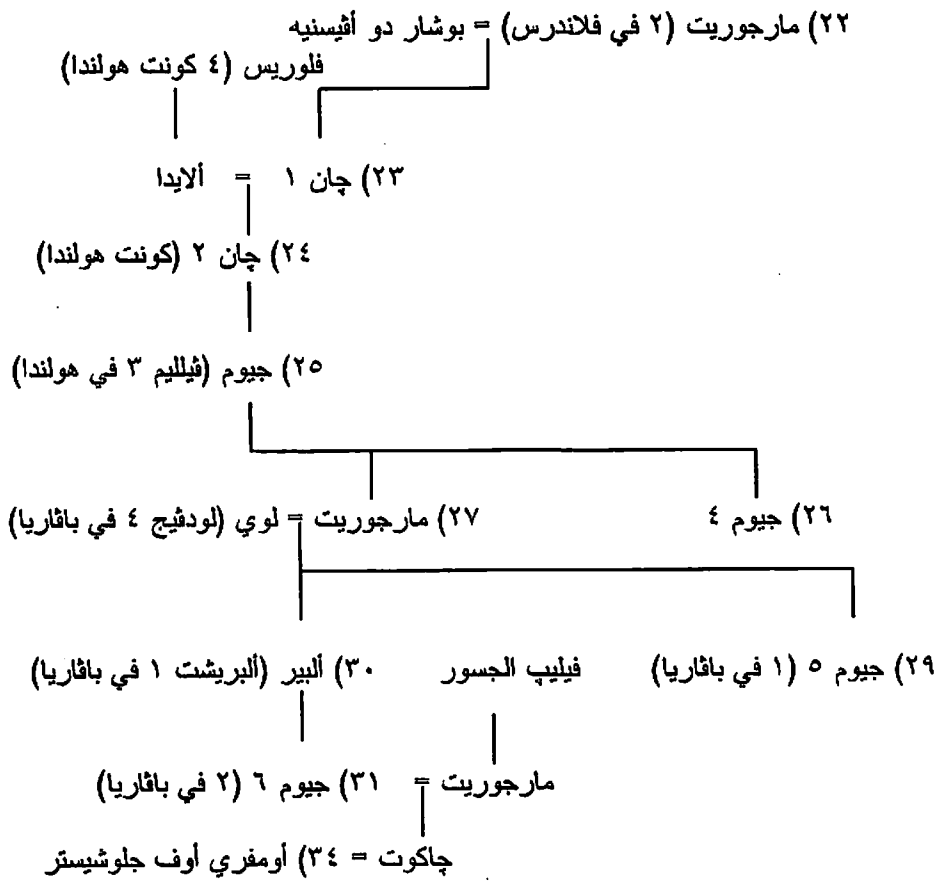 ٢٢) مارجوريت (٢ في فلاندرس) = بوشار دو أڤيسنيه
فلوريس (٤ كونت هولندا)
٢٣) چان ١ = ألايدا
٢٤) چان ٢ (كونت هولندا)
٢٥) جيوم (ڤيلليم ٣ في هولندا)
٢٦) جيوم ٤ ٢٧) مارجوريت = لوي (لودڤيج ٤ في باڤاريا)
٢٩) جيوم ٥ (١ في باڤاريا) فيليپ الجسور ٣٠) ألبير (ألبريشت ١ في باڤاريا)
مارجوريت = ٣١) جيوم ٦ (٢ في باڤاريا)
چاكوت = ٣٤) أومفري أوف جلوشيستر